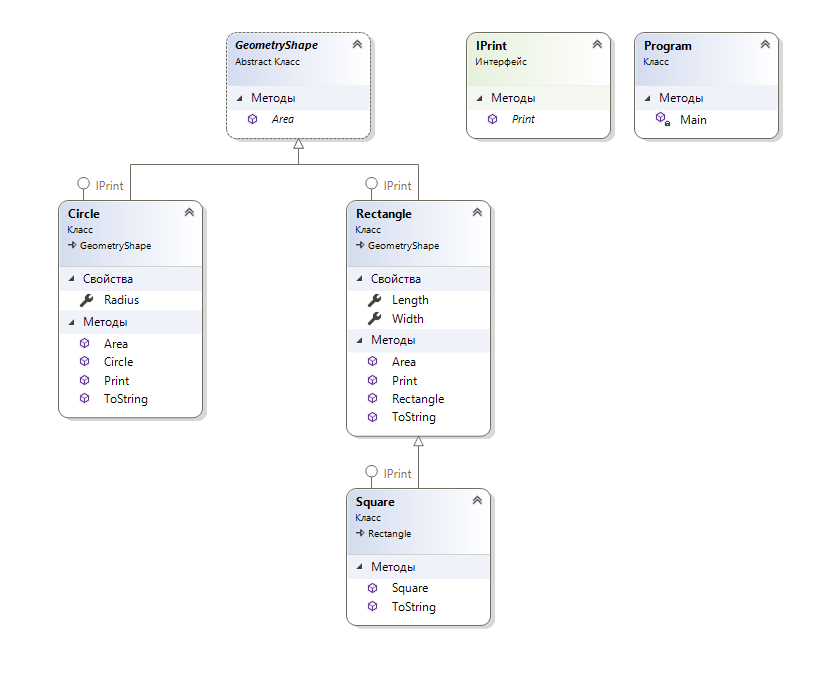 GeometryShape
Abstract Класс
Методы
Area
IPrint
Интерфейс
Методы
Print
Program
Класс
Методы
Main
IPrint
Circle
Класс
GeometryShape
Свойства
Radius
Методы
Area
Circle
Print
ToString
IPrint
Rectangle
Класс
GeometryShape
Свойства
Length
Width
Методы
Area
Print
Rectangle
ToString
IPrint
Square
Класс
Rectangle
Методы
Square
ToString